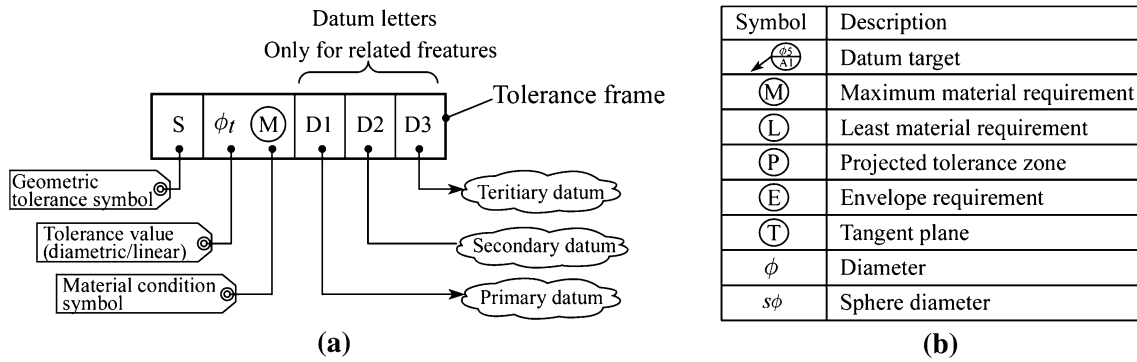 Datum letters
Only for related freatures
Tolerance frame
S
ϕt
M
D1
D2
D3
Geometric
tolerance symbol
Tolerance value
(diametric/linear)
Material condition
symbol
Teritiary datum
Secondary datum
Primary datum
(a)
Symbol Description
ϕ5
A1
Datum target
M Maximum material requirement
L Least material requirement
P Projected tolerance zone
E Envelope requirement
T Tangent plane
ϕ Diameter
sϕ Sphere diameter
(b)